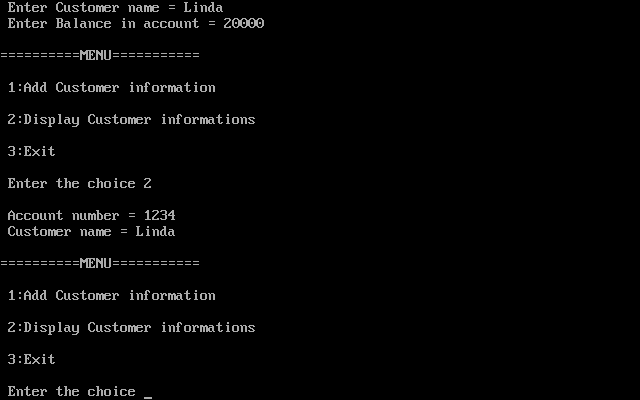 Enter Customer name = Linda
Enter Balance in account = 20000
==========MENU===========
1:Add Customer information
2:Display Customer informations
3:Exit
Enter the choice 2
Account number = 1234
Customer name = Linda
==========MENU===========
1:Add Customer information
2:Display Customer informations
3:Exit
Enter the choice _